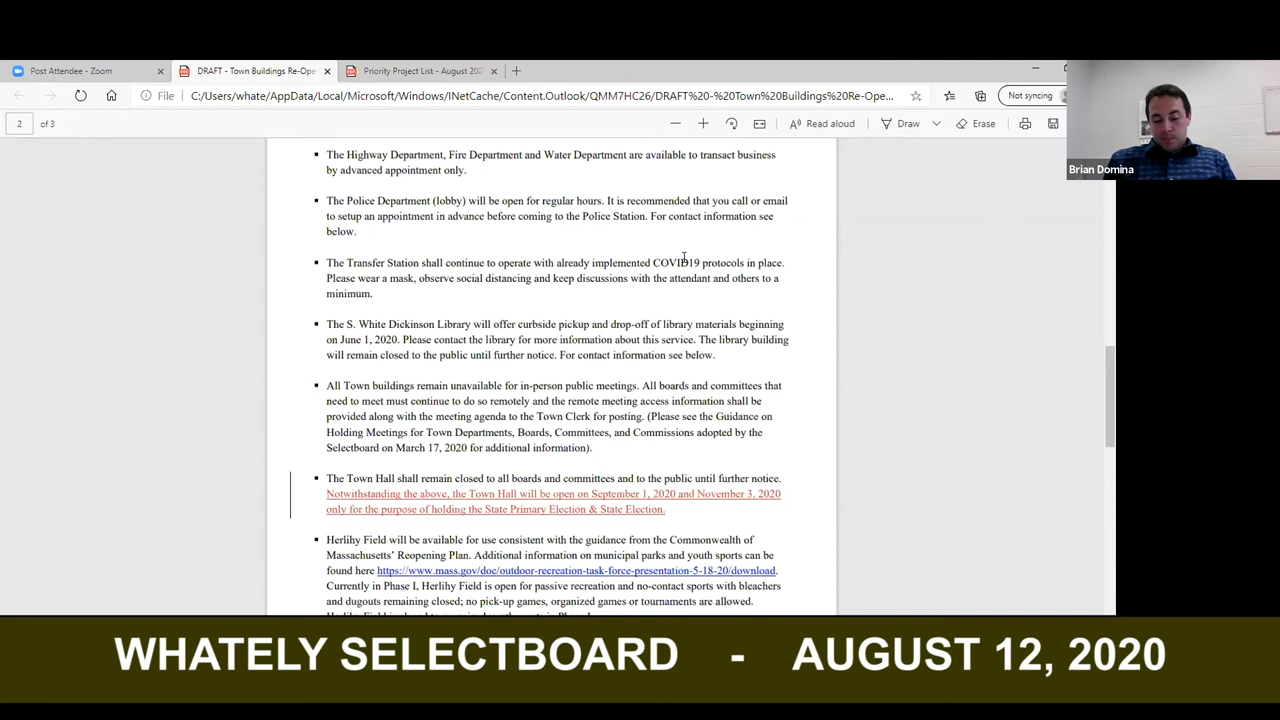 Post Attendee - Zoom
DRAFT - Town Buildings Re-Ope
Priority Project List - August 202
File
C:/Users/whate/AppData/Local/Microsoft/Windows/INetCache/Content.Outlook/QMM7HC26/DRAFT%20-%20Town%20Buildings%20Re-Ope...
Not syncing
2 of 3
Read aloud
Draw
Erase
Brian Domina
The Highway Department, Fire Department and Water Department are available to transact business
by advanced appointment only.
The Police Department (lobby) will be open for regular hours. It is recommended that you call or email
to setup an appointment in advance before coming to the Police Station. For contact information see
below.
The Transfer Station shall continue to operate with already implemented COVID19 protocols in place.
Please wear a mask, observe social distancing and keep discussions with the attendant and others to a
minimum.
The S. White Dickinson Library will offer curbside pickup and drop-off of library materials beginning
on June 1, 2020. Please contact the library for more information about this service. The library building
will remain closed to the public until further notice. For contact information see below.
All Town buildings remain unavailable for in-person public meetings. All boards and committees that
need to meet must continue to do so remotely and the remote meeting access information shall be
provided along with the meeting agenda to the Town Clerk for posting. (Please see the Guidance on
Holding Meetings for Town Departments, Boards, Committees, and Commissions adopted by the
Selectboard on March 17, 2020 for additional information).
The Town Hall shall remain closed to all boards and committees and to the public until further notice.
Notwithstanding the above, the Town Hall will be open on September 1, 2020 and November 3, 2020
only for the purpose of holding the State Primary Election & State Election.
Herlihy Field will be available for use consistent with the guidance from the Commonwealth of
Massachusetts' Reopening Plan. Additional information on municipal parks and youth sports can be
found here https://www.mass.gov/doc/outdoor-recreation-task-force-presentation-5-18-20/download.
Currently in Phase I, Herlihy Field is open for passive recreation and no-contact sports with bleachers
and dugouts remaining closed; no pick-up games, organized games or tournaments are allowed.
WHATELY SELECTBOARD - AUGUST 12, 2020